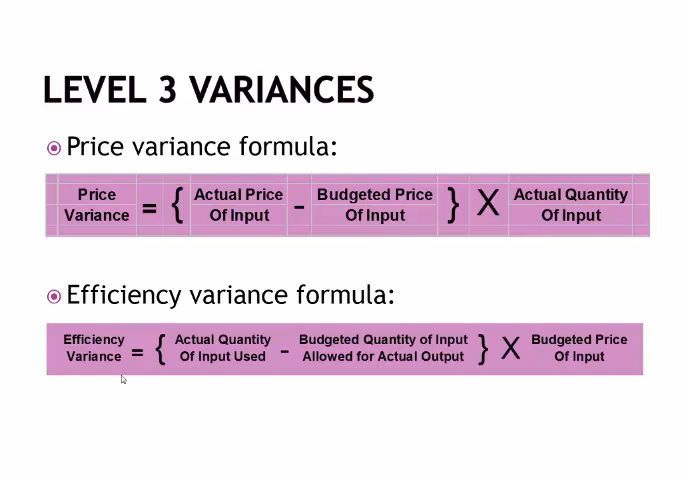 LEVEL 3 VARIANCES
Price variance formula:
Price Variance = { Actual Price Of Input - Budgeted Price Of Input } X Actual Quantity Of Input
Efficiency variance formula:
Efficiency Variance = { Actual Quantity Of Input Used - Budgeted Quantity of Input Allowed for Actual Output } X Budgeted Price Of Input